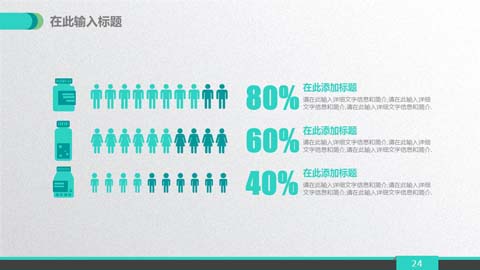 在此输入标题
80%
在此添加标题
请在此输入详细文字信息和简介,请在此输入详细
文字信息和简介,请在此输入详细文字信息和简介.
60%
在此添加标题
请在此输入详细文字信息和简介,请在此输入详细
文字信息和简介,请在此输入详细文字信息和简介.
40%
在此添加标题
请在此输入详细文字信息和简介,请在此输入详细
文字信息和简介,请在此输入详细文字信息和简介.
24